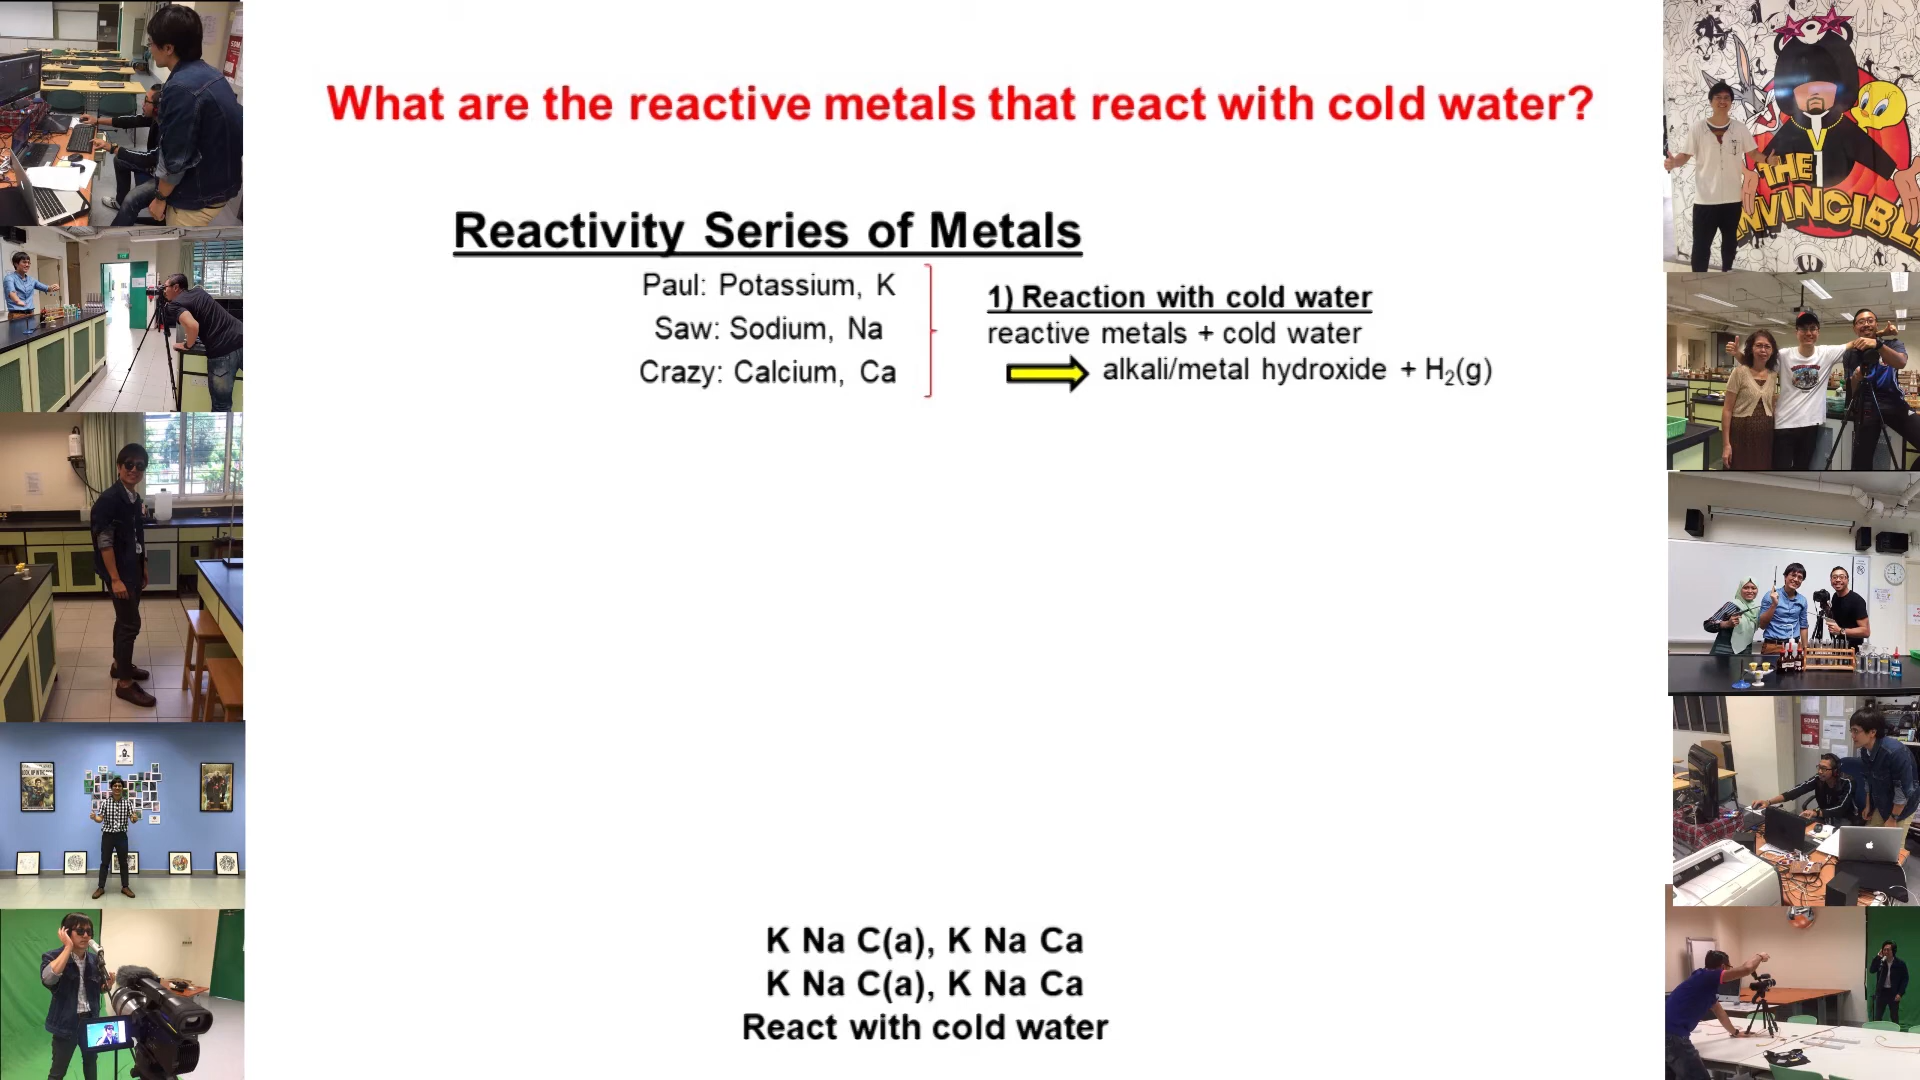 What are the reactive metals that react with cold water?
Reactivity Series of Metals
Paul: Potassium, K
Saw: Sodium, Na
Crazy: Calcium, Ca
1) Reaction with cold water
reactive metals + cold water
alkali/metal hydroxide + H₂(g)
K Na C(a), K Na Ca
K Na C(a), K Na Ca
React with cold water
THE
INVINCIBL